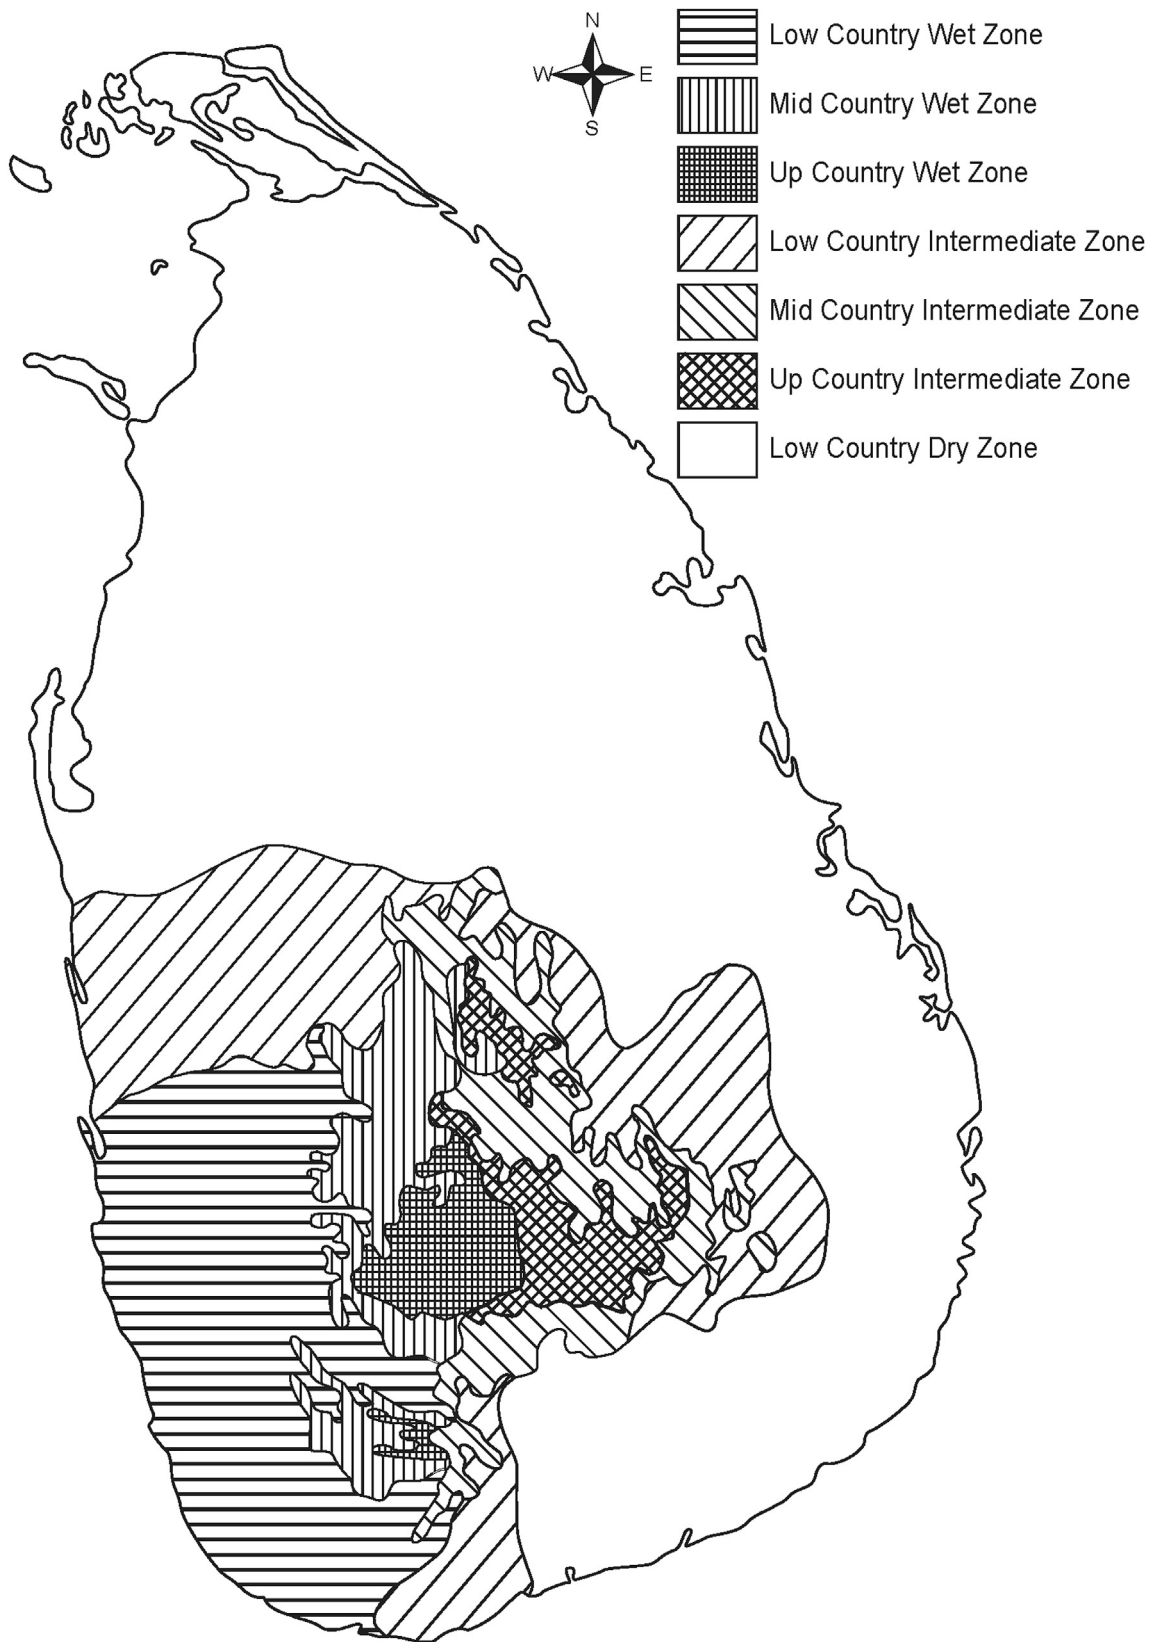 N
W E
S
Low Country Wet Zone
Mid Country Wet Zone
Up Country Wet Zone
Low Country Intermediate Zone
Mid Country Intermediate Zone
Up Country Intermediate Zone
Low Country Dry Zone